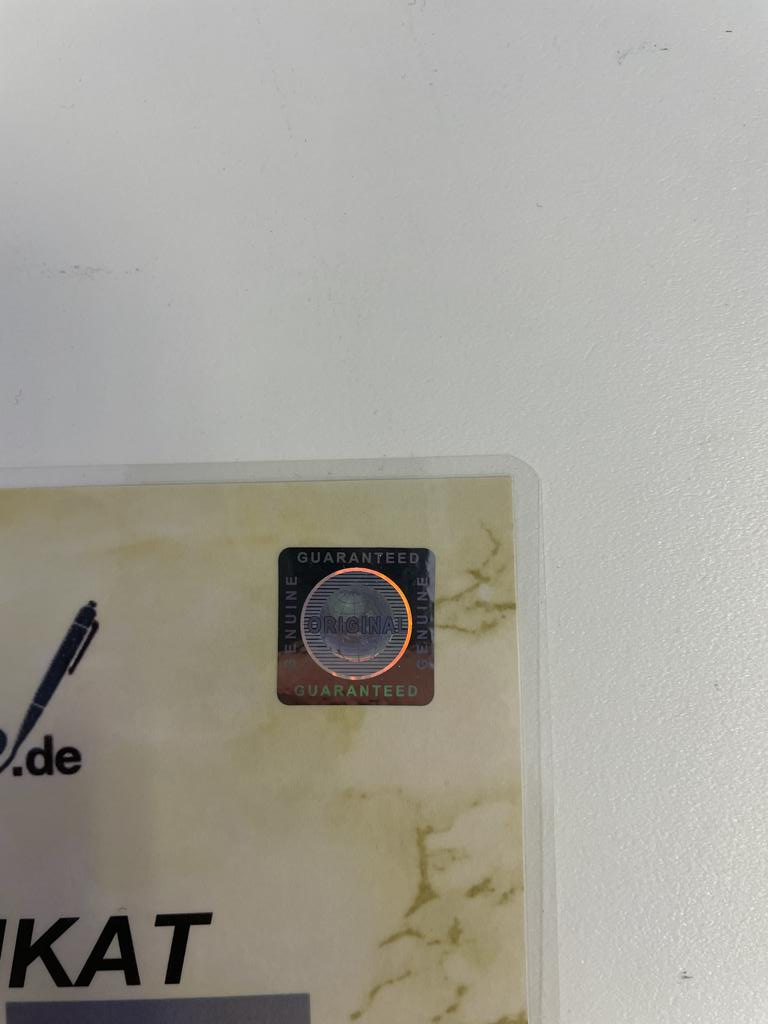 GUARANTEED
GENUINE
ORIGINAL
GENUINE
GUARANTEED
.de
IKAT